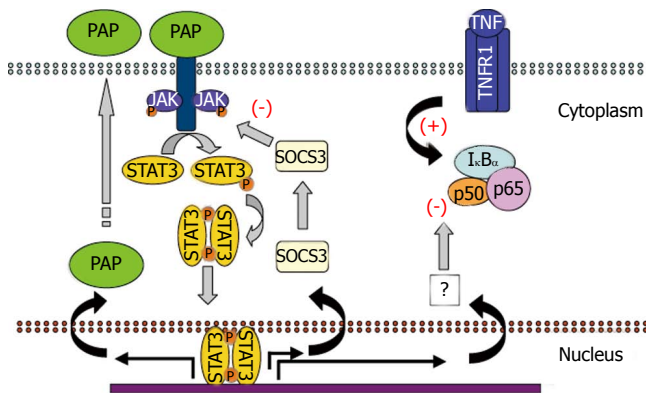 PAP
PAP
TNF
TNFR1
JAK
JAK
P
P
(-)
Cytoplasm
(+)
STAT3
STAT3
P
SOCS3
IκBα
p50
p65
(-)
STAT3
P
P
STAT3
PAP
SOCS3
?
STAT3
P
P
STAT3
Nucleus